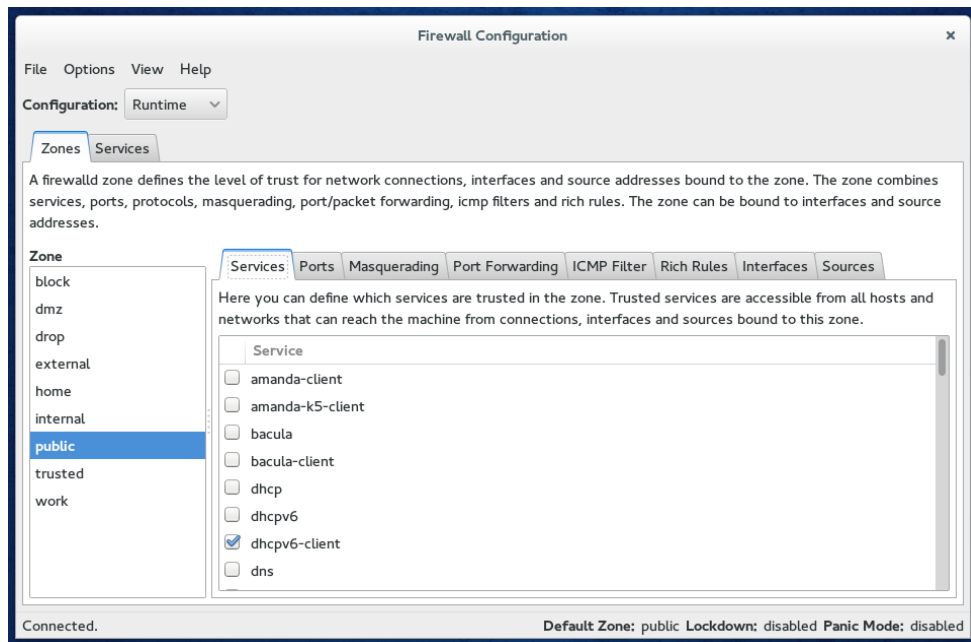 Firewall Configuration
File Options View Help
Configuration: Runtime
Zones Services
A firewalld zone defines the level of trust for network connections, interfaces and source addresses bound to the zone. The zone combines
services, ports, protocols, masquerading, port/packet forwarding, icmp filters and rich rules. The zone can be bound to interfaces and source
addresses.
Zone
block
dmz
drop
external
home
internal
public
trusted
work
Services Ports Masquerading Port Forwarding ICMP Filter Rich Rules Interfaces Sources
Here you can define which services are trusted in the zone. Trusted services are accessible from all hosts and
networks that can reach the machine from connections, interfaces and sources bound to this zone.
Service
amanda-client
amanda-k5-client
bacula
bacula-client
dhcp
dhcpv6
dhcpv6-client
dns
Connected.
Default Zone: public Lockdown: disabled Panic Mode: disabled